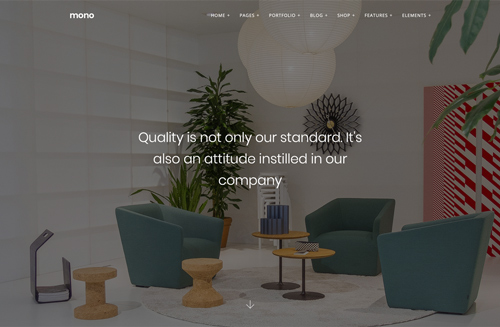 mono
HOME PAGES PORTFOLIO BLOG SHOP FEATURES ELEMENTS
Quality is not only our standard. It's
also an attitude instilled in our
company